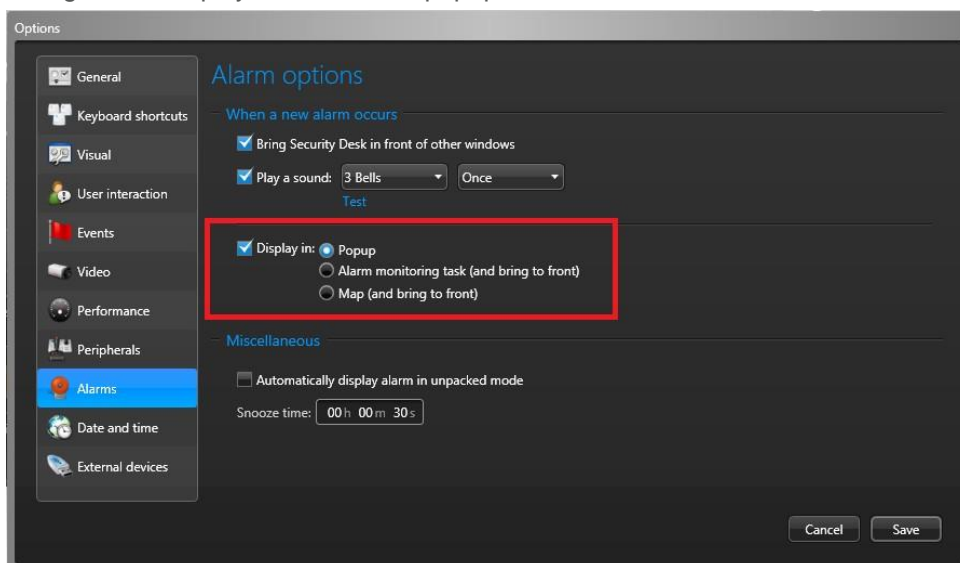 Options
General
Keyboard shortcuts
Visual
User interaction
Events
Video
Performance
Peripherals
Alarms
Date and time
External devices
Alarm options
When a new alarm occurs
Bring Security Desk in front of other windows
Play a sound: 3 Bells Once
Test
Display in: Popup
Alarm monitoring task (and bring to front)
Map (and bring to front)
Miscellaneous
Automatically display alarm in unpacked mode
Snooze time: 00h 00m 30s
Cancel Save